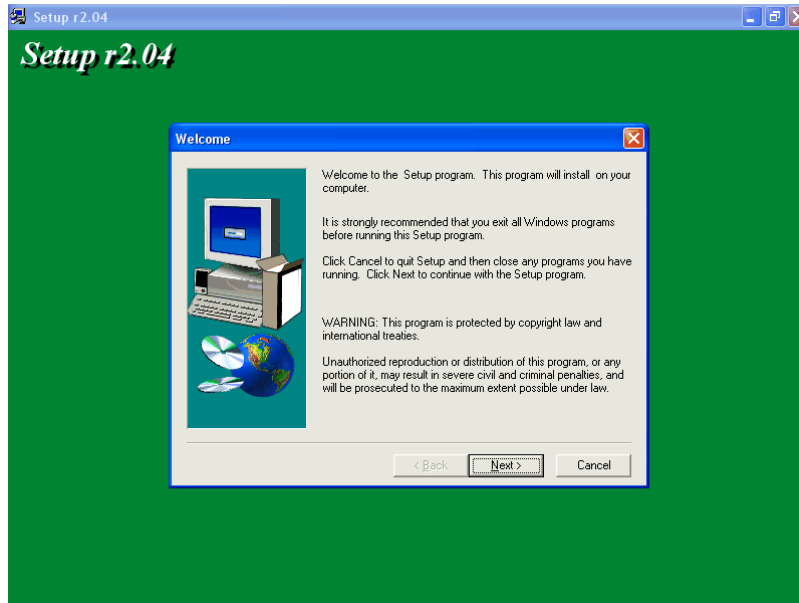 Setup r2.04
Setup r2.04
Welcome
Welcome to the  Setup program.  This program will install  on your
computer.
It is strongly recommended that you exit all Windows programs
before running this Setup program.
Click Cancel to quit Setup and then close any programs you have
running.  Click Next to continue with the Setup program.
WARNING: This program is protected by copyright law and
international treaties.
Unauthorized reproduction or distribution of this program, or any
portion of it, may result in severe civil and criminal penalties, and
will be prosecuted to the maximum extent possible under law.
< Back
Next >
Cancel